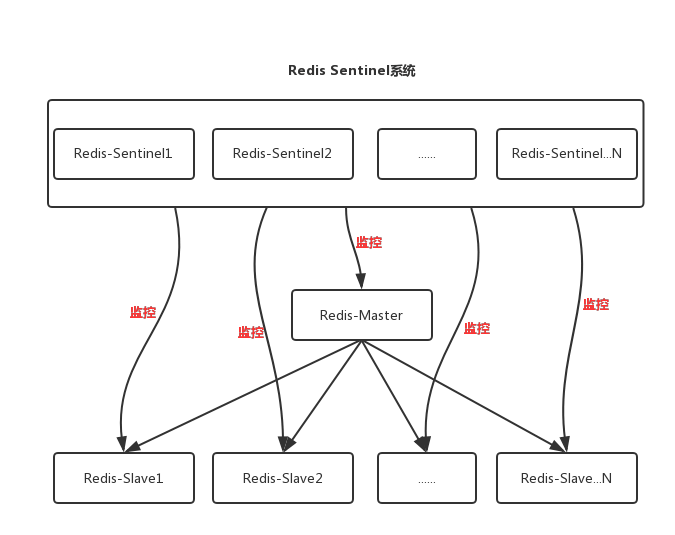 Redis Sentinel系统
Redis-Sentinel1
Redis-Sentinel2
......
Redis-Sentinel...N
监控
监控
监控
监控
监控
Redis-Master
Redis-Slave1
Redis-Slave2
......
Redis-Slave...N